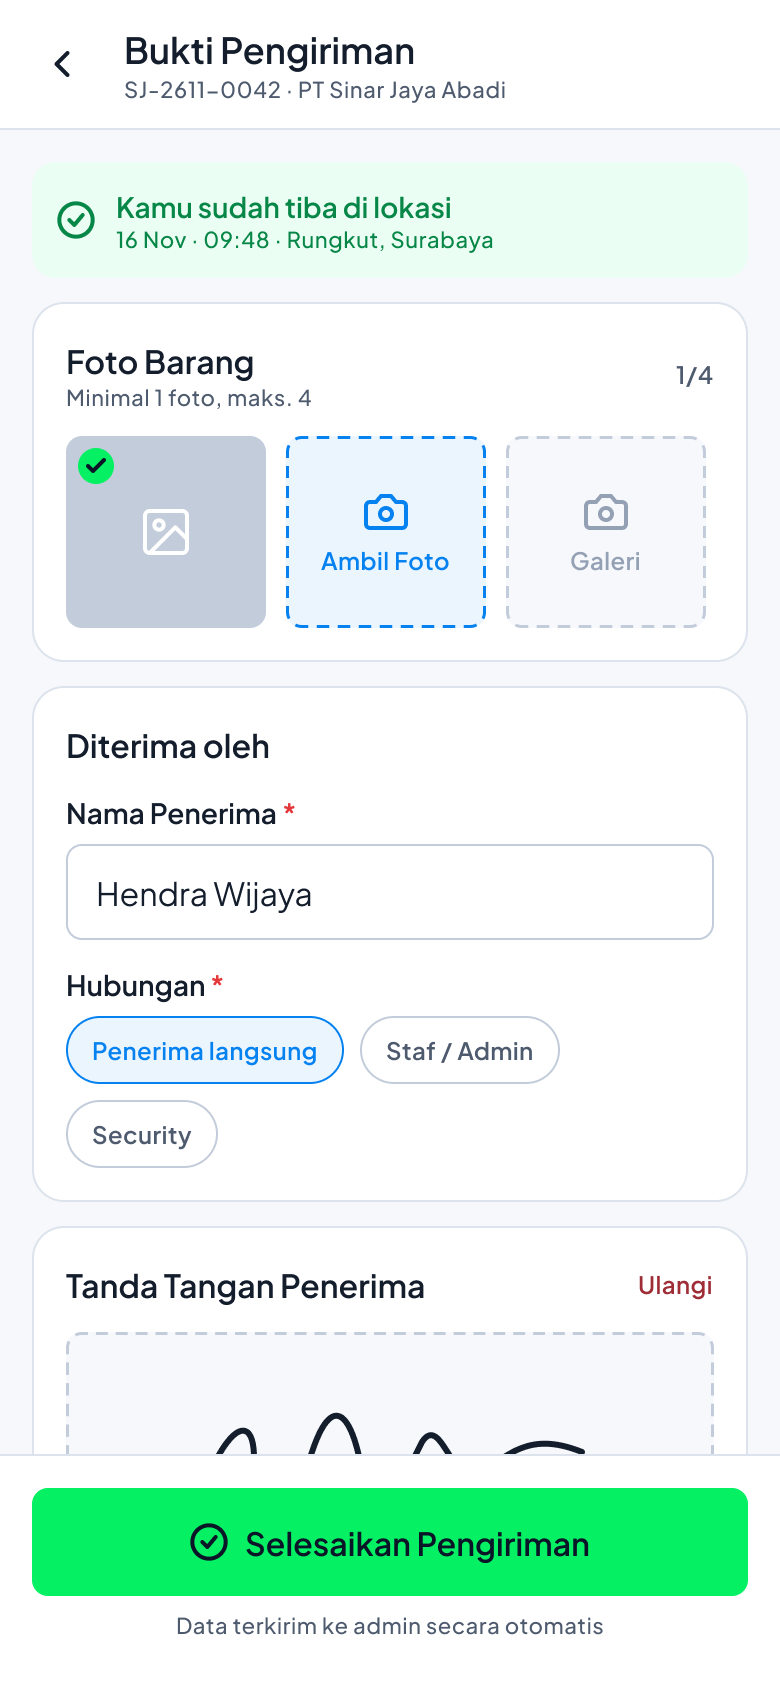 Bukti Pengiriman
SJ-2611-0042 · PT Sinar Jaya Abadi
Kamu sudah tiba di lokasi
16 Nov · 09:48 · Rungkut, Surabaya
Foto Barang
Minimal 1 foto, maks. 4
1/4
Ambil Foto
Galeri
Diterima oleh
Nama Penerima *
Hendra Wijaya
Hubungan *
Penerima langsung
Staf / Admin
Security
Tanda Tangan Penerima
Ulangi
Selesaikan Pengiriman
Data terkirim ke admin secara otomatis